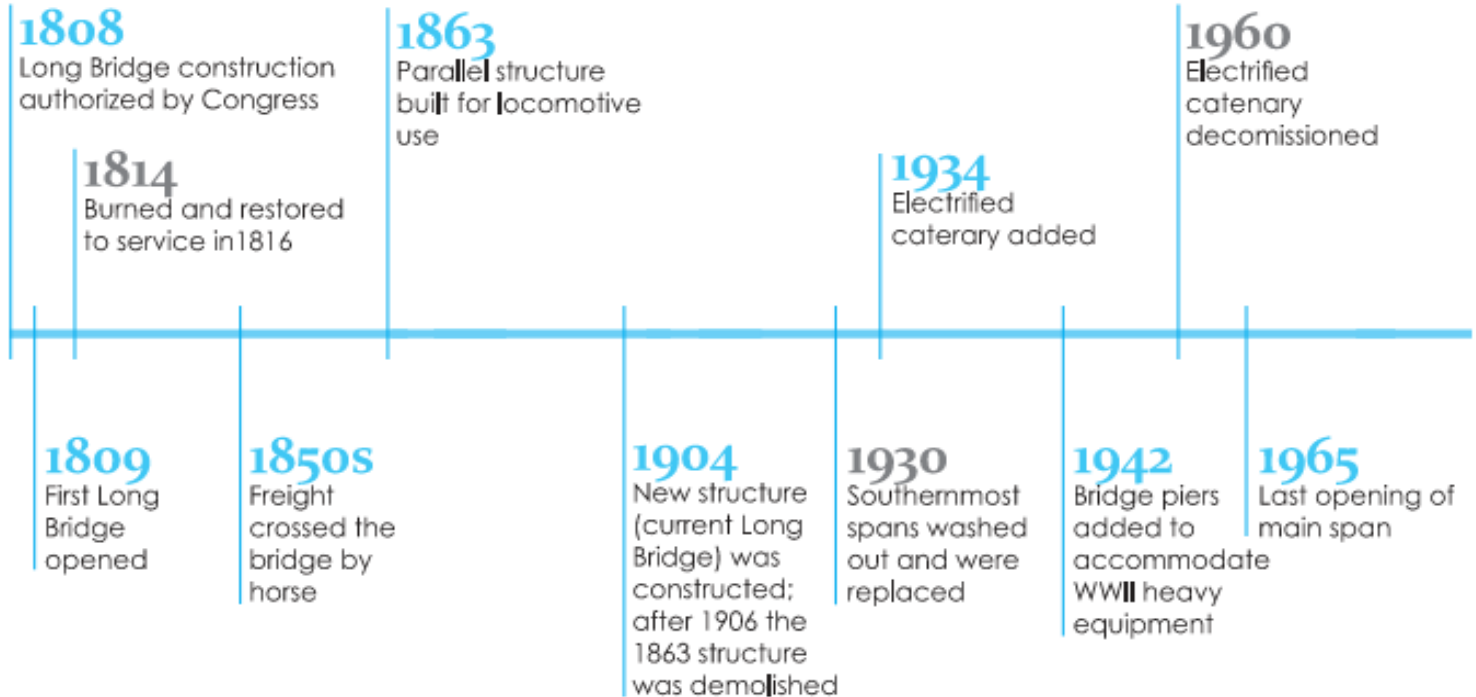 1808
Long Bridge construction
authorized by Congress
1809
First Long
Bridge
opened
1814
Burned and restored
to service in1816
1850s
Freight
crossed the
bridge by
horse
1863
Parallel structure
built for locomotive
use
1904
New structure
(current Long
Bridge) was
constructed;
after 1906 the
1863 structure
was demolished
1930
Southernmost
spans washed
out and were
replaced
1934
Electrified
caterary added
1942
Bridge piers
added to
accommodate
WWII heavy
equipment
1960
Electrified
catenary
decomissioned
1965
Last opening of
main span